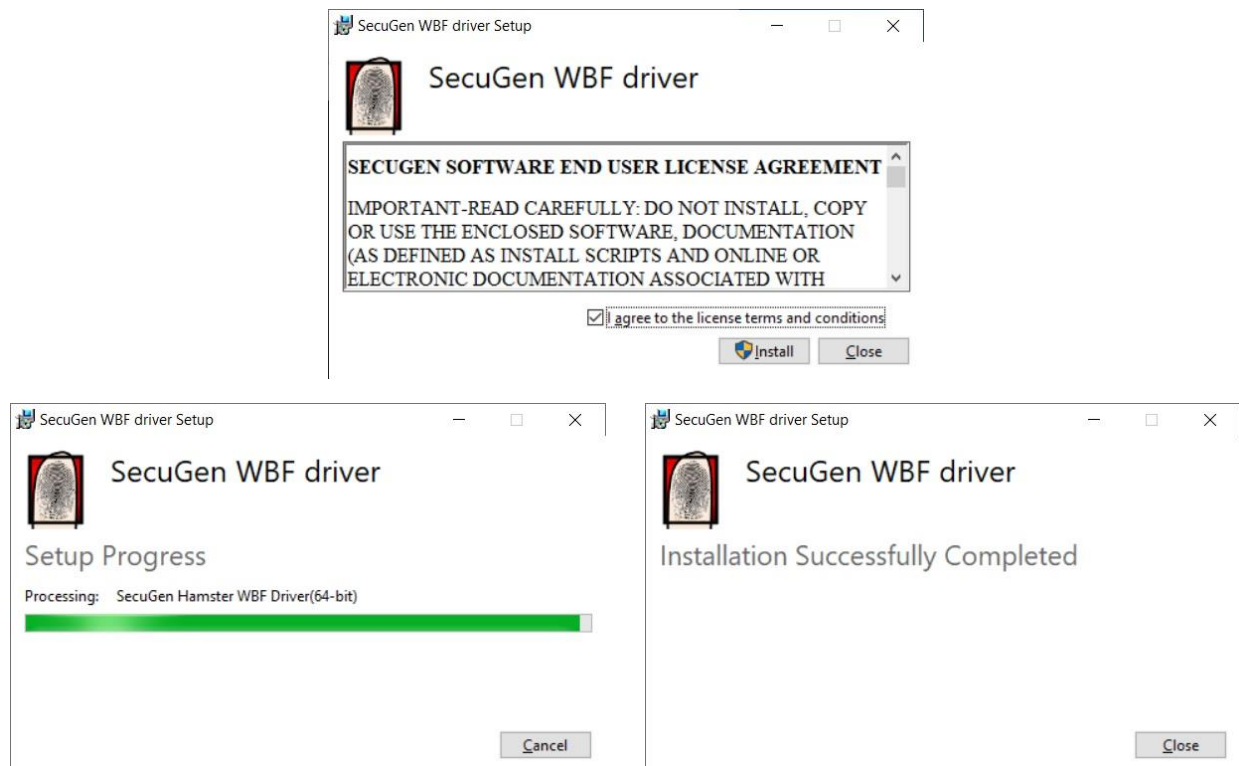 SecuGen WBF driver Setup
SecuGen WBF driver
SECUGEN SOFTWARE END USER LICENSE AGREEMENT
IMPORTANT-READ CAREFULLY: DO NOT INSTALL, COPY
OR USE THE ENCLOSED SOFTWARE, DOCUMENTATION
(AS DEFINED AS INSTALL SCRIPTS AND ONLINE OR
ELECTRONIC DOCUMENTATION ASSOCIATED WITH
I agree to the license terms and conditions
Install Close
SecuGen WBF driver Setup
SecuGen WBF driver
Setup Progress
Processing: SecuGen Hamster WBF Driver(64-bit)
Cancel
SecuGen WBF driver Setup
SecuGen WBF driver
Installation Successfully Completed
Close